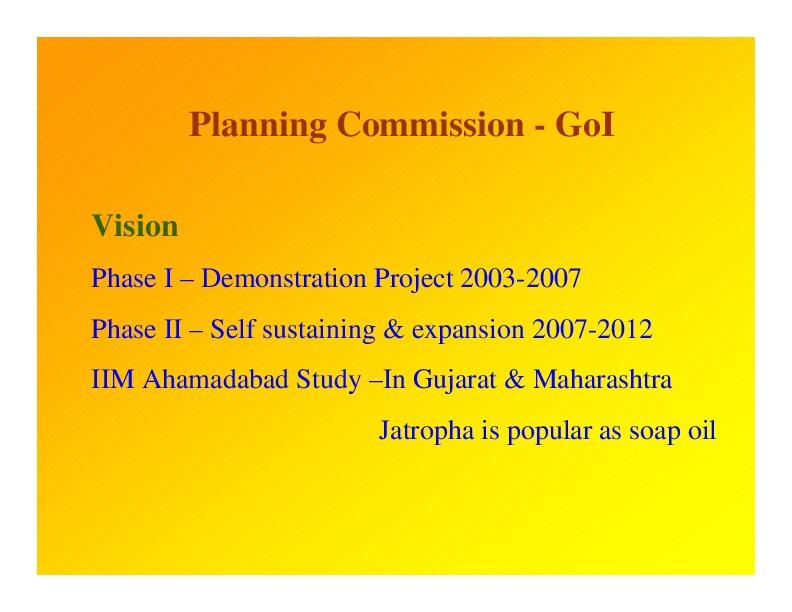 Planning Commission - GoI
Vision
Phase I – Demonstration Project 2003-2007
Phase II – Self sustaining & expansion 2007-2012
IIM Ahamadabad Study –In Gujarat & Maharashtra
Jatropha is popular as soap oil